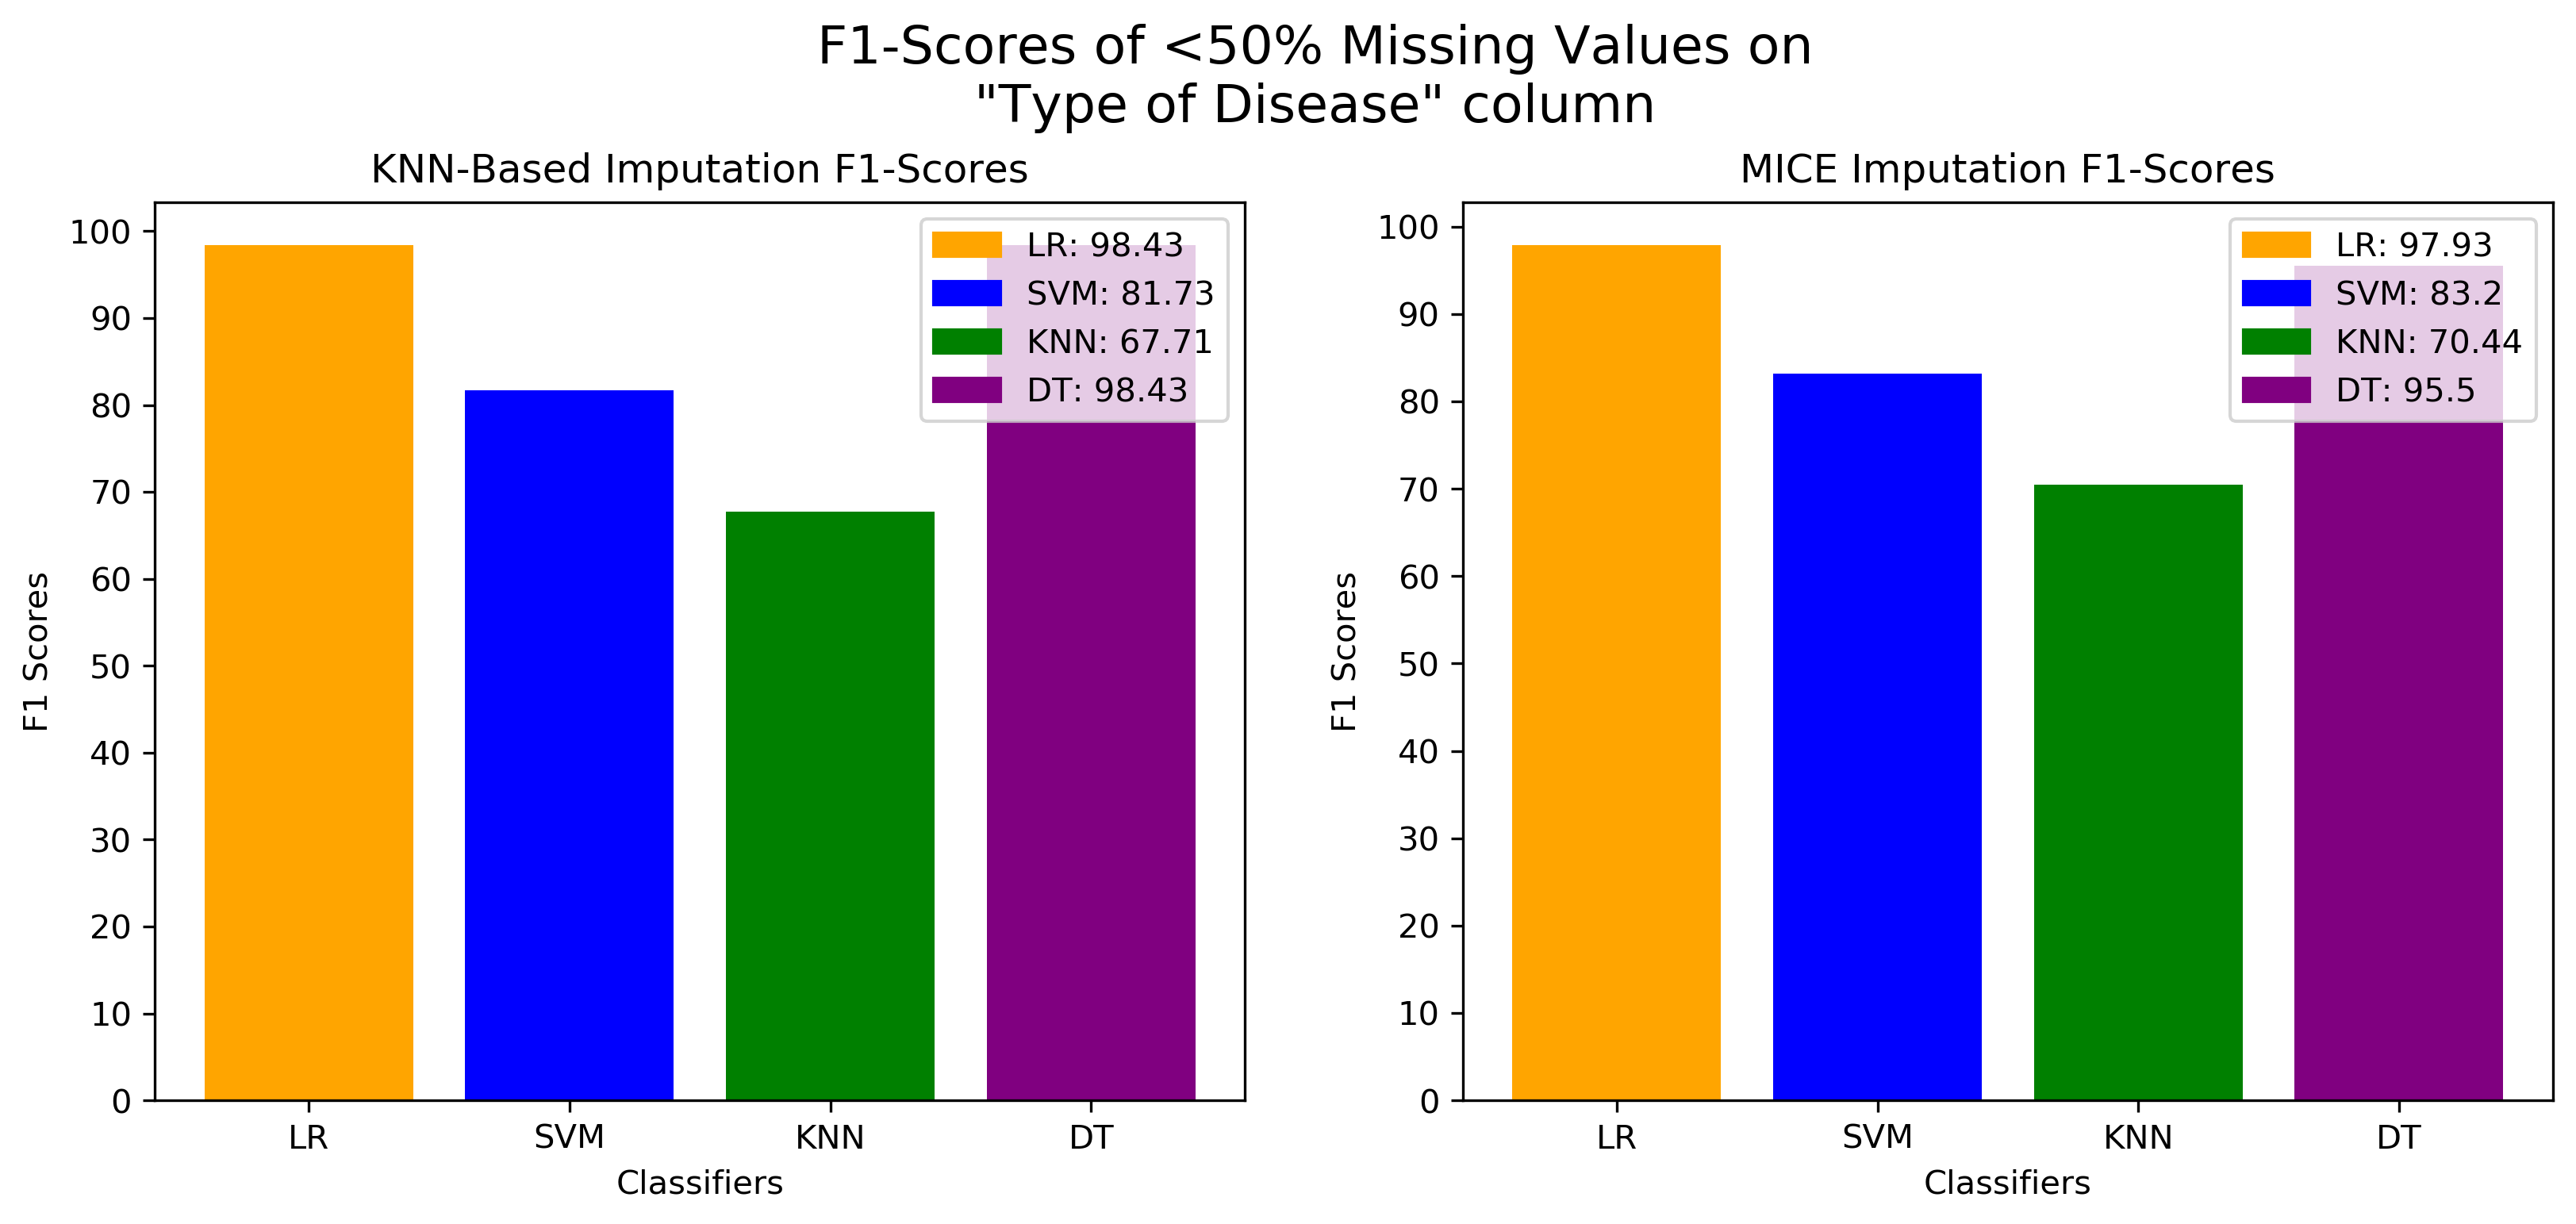 F1-Scores of <50% Missing Values on
"Type of Disease" column
KNN-Based Imputation F1-Scores
100
90
80
70
60
50
40
30
20
10
0
F1 Scores
LR: 98.43
SVM: 81.73
KNN: 67.71
DT: 98.43
LR SVM KNN DT
Classifiers
MICE Imputation F1-Scores
100
90
80
70
60
50
40
30
20
10
0
F1 Scores
LR: 97.93
SVM: 83.2
KNN: 70.44
DT: 95.5
LR SVM KNN DT
Classifiers